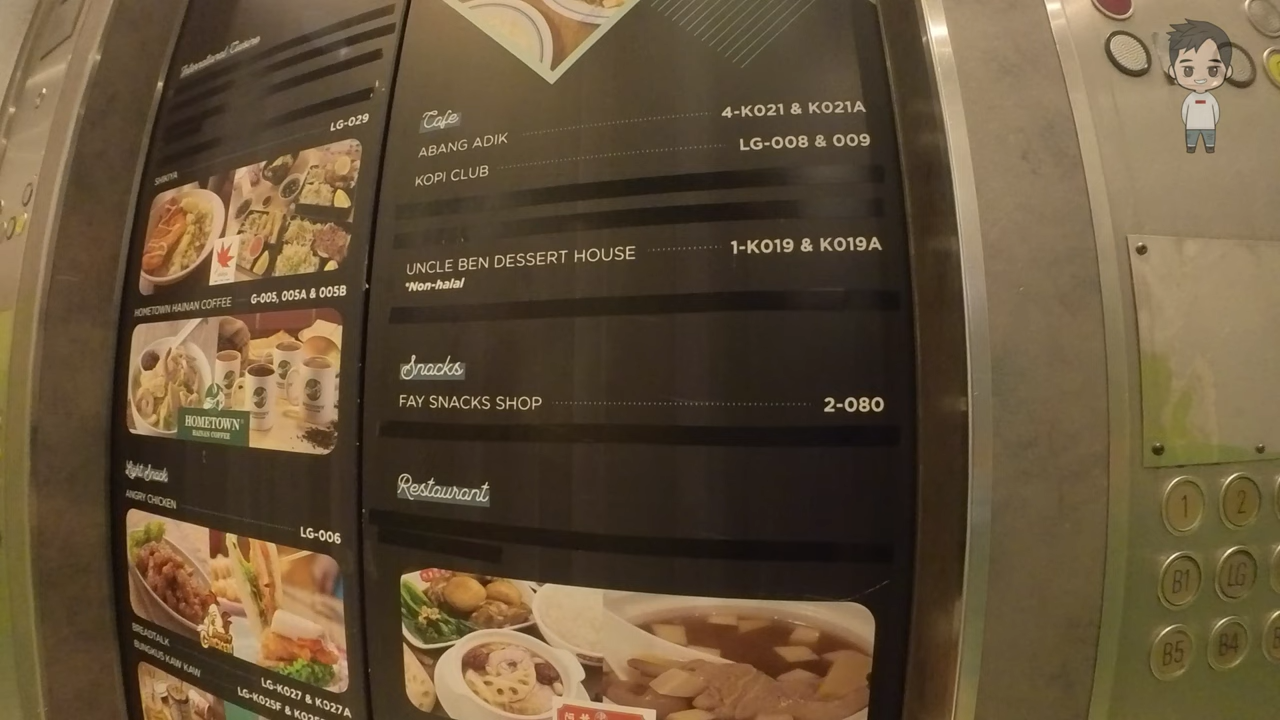 International Cuisine
LG-029
SHIKIYA
HOMETOWN HAINAN COFFEE G-005, 005A & 005B
HOMETOWN
HAINAN COFFEE
Light Snack
ANGRY CHICKEN
LG-006
CHICKEN
BREADTALK
BUNGKUS KAW KAW
LG-K027 & K027A
LG-K025F &
Cafe
ABANG ADIK 4-K021 & K021A
KOPI CLUB LG-008 & 009
UNCLE BEN DESSERT HOUSE 1-K019 & K019A
*Non-halal
Snacks
FAY SNACKS SHOP 2-080
Restaurant
1 2
B1 LG
B5 B4